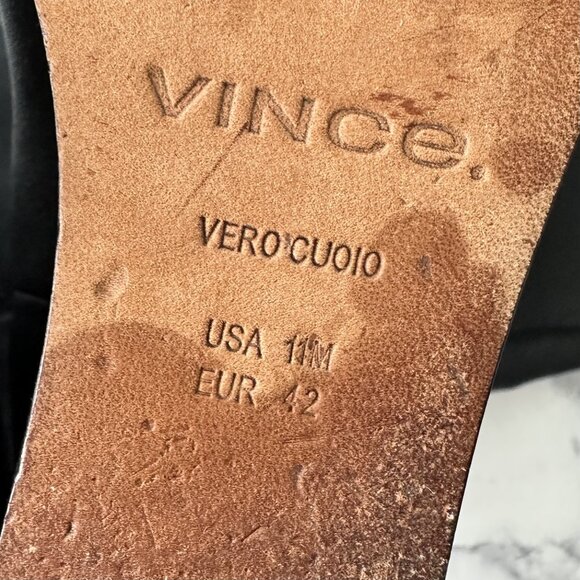 VINCE.
VERO CUOIO
USA 11M
EUR 42